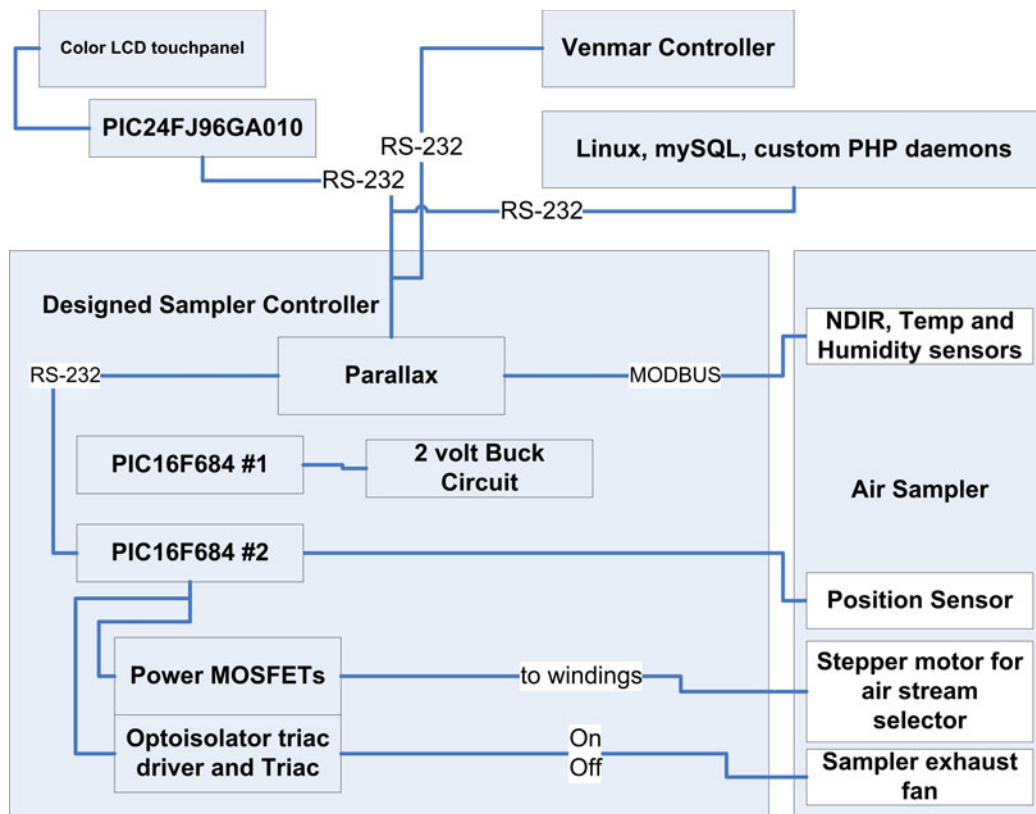 Color LCD touchpanel
Venmar Controller
PIC24FJ96GA010
RS-232
Linux, mySQL, custom PHP daemons
RS-232
RS-232
Designed Sampler Controller
NDIR, Temp and
Humidity sensors
RS-232
Parallax
MODBUS
PIC16F684 #1
2 volt Buck
Circuit
Air Sampler
PIC16F684 #2
Position Sensor
Power MOSFETs
to windings
Stepper motor for
air stream
selector
Optoisolator triac
driver and Triac
On
Off
Sampler exhaust
fan